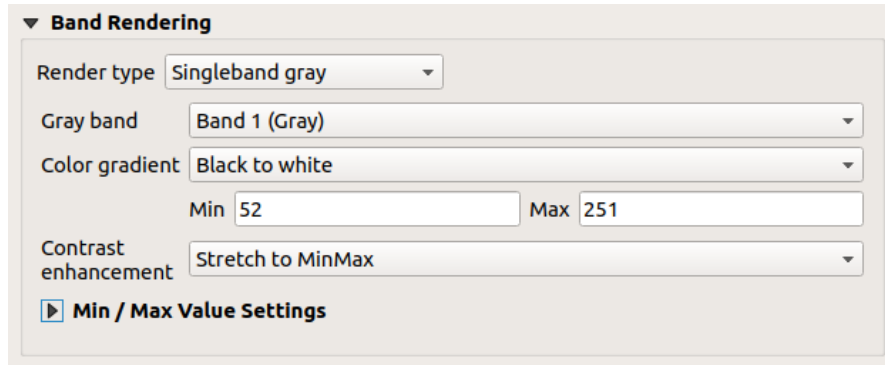 Band Rendering
Render type Singleband gray
Gray band Band 1 (Gray)
Color gradient Black to white
Min 52 Max 251
Contrast
enhancement Stretch to MinMax
Min / Max Value Settings